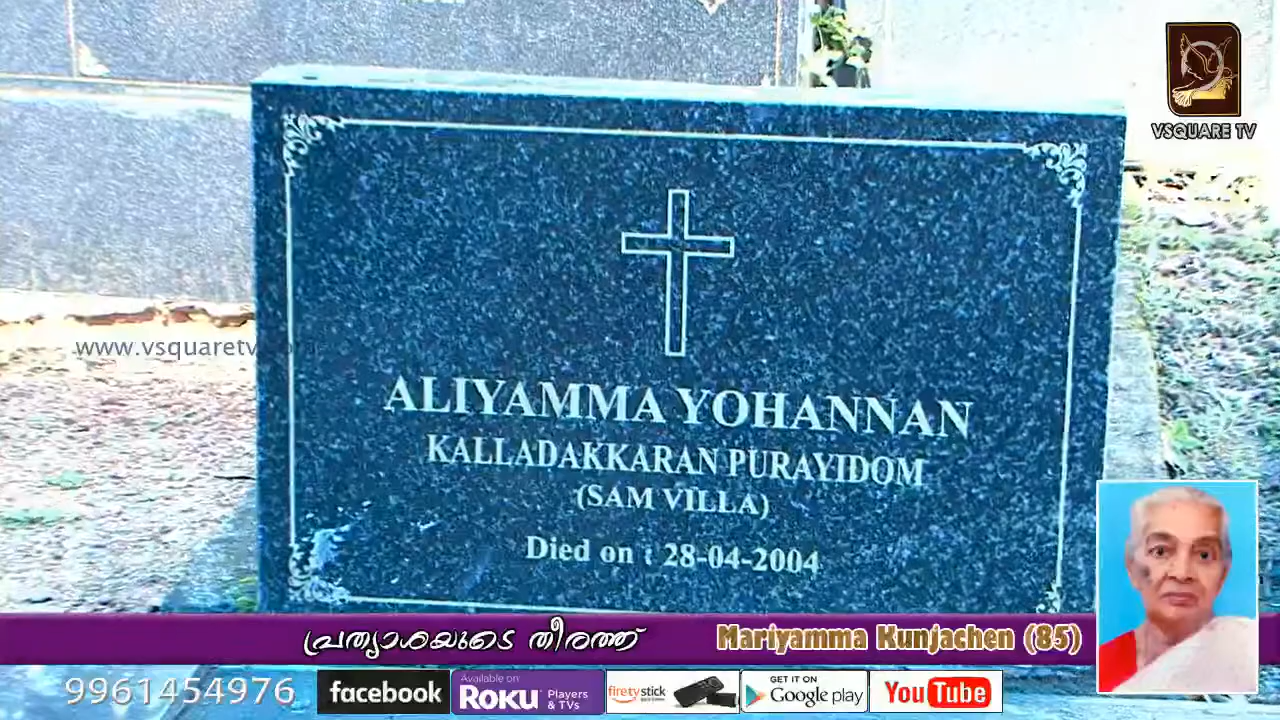 VSQUARE TV
ALIYAMMA YOHANNAN
KALLADAKKARAN PURAYIDOM
(SAM VILLA)
Died on : 28-04-2004
www.vsquaretv.
പ്രത്യാശയുടെ തീരത്ത്
Mariyamma Kunjachen (85)
9961454976
facebook
Available on
ROKU PLAYERS & TVs
firetvstick
GET IT ON
Google play
YouTube